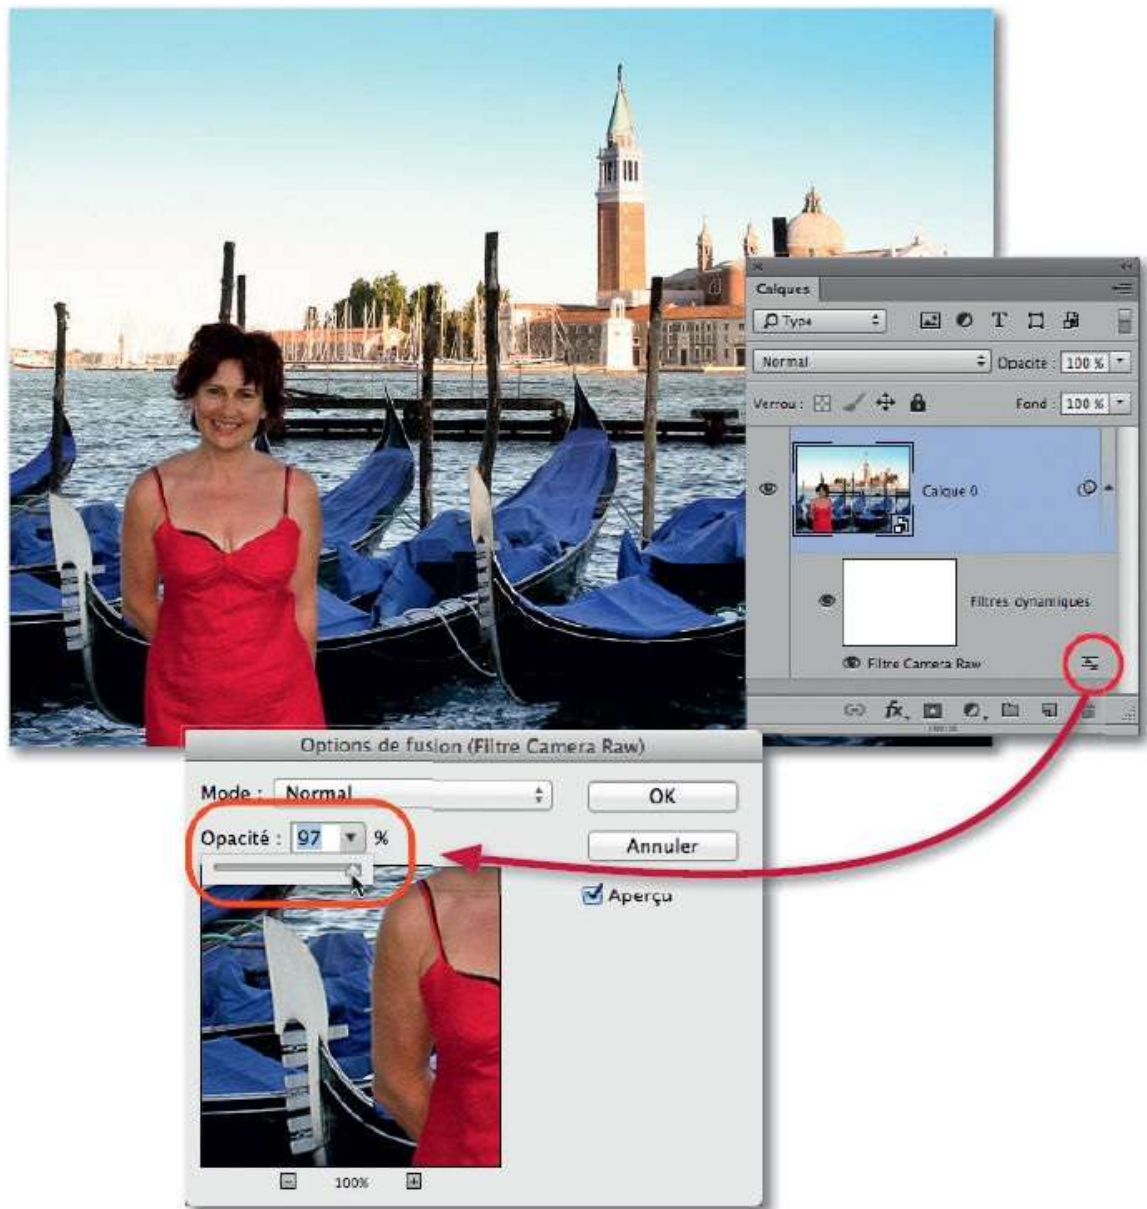 Calques
Type
T
Normal
Opacité : 100 %
Verrou :
Fond : 100 %
Calque 0
Filtres dynamiques
Filtre Camera Raw
fx
Options de fusion (Filtre Camera Raw)
Mode : Normal
OK
Opacité : 97 %
Annuler
Aperçu
100%